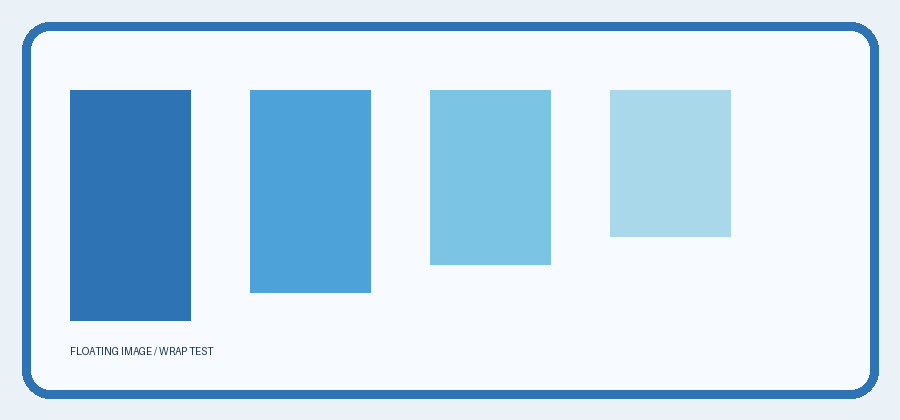 FLOATING IMAGE / WRAP TEST